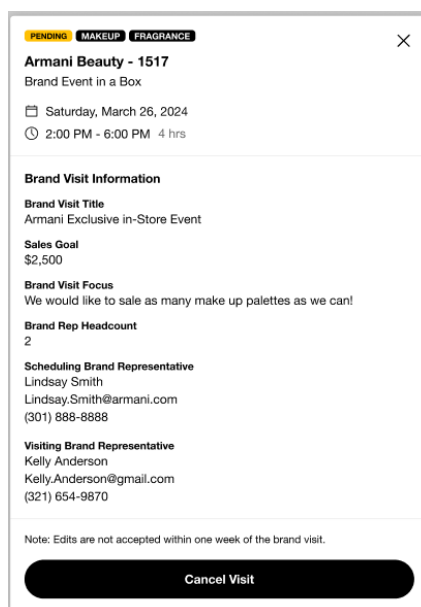 PENDING MAKEUP FRAGRANCE
Armani Beauty - 1517
Brand Event in a Box
Saturday, March 26, 2024
2:00 PM - 6:00 PM 4 hrs
Brand Visit Information
Brand Visit Title
Armani Exclusive in-Store Event
Sales Goal
$2,500
Brand Visit Focus
We would like to sale as many make up palettes as we can!
Brand Rep Headcount
2
Scheduling Brand Representative
Lindsay Smith
Lindsay.Smith@armani.com
(301) 888-8888
Visiting Brand Representative
Kelly Anderson
Kelly.Anderson@gmail.com
(321) 654-9870
Note: Edits are not accepted within one week of the brand visit.
Cancel Visit